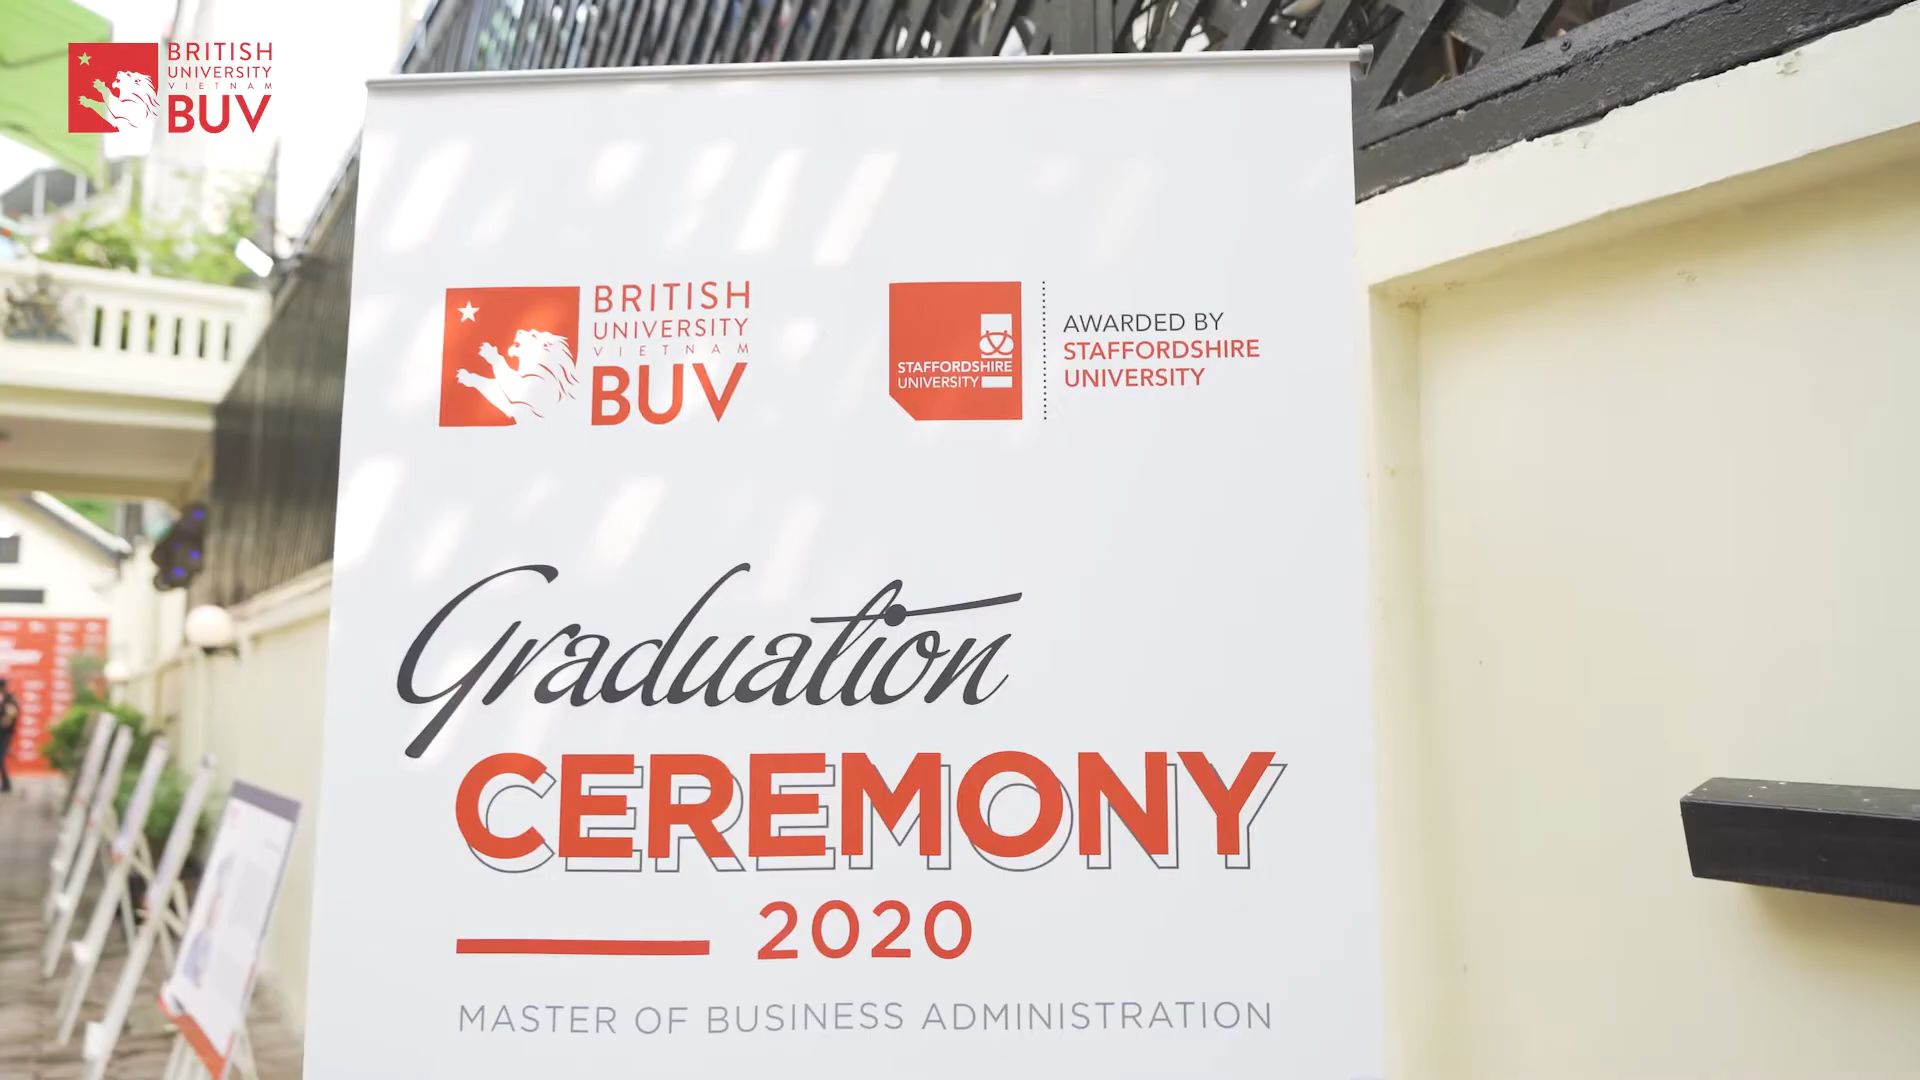 BRITISH
UNIVERSITY
VIETNAM
BUV
BRITISH
UNIVERSITY
VIETNAM
BUV
STAFFORDSHIRE
UNIVERSITY
AWARDED BY
STAFFORDSHIRE
UNIVERSITY
Graduation
CEREMONY
2020
MASTER OF BUSINESS ADMINISTRATION